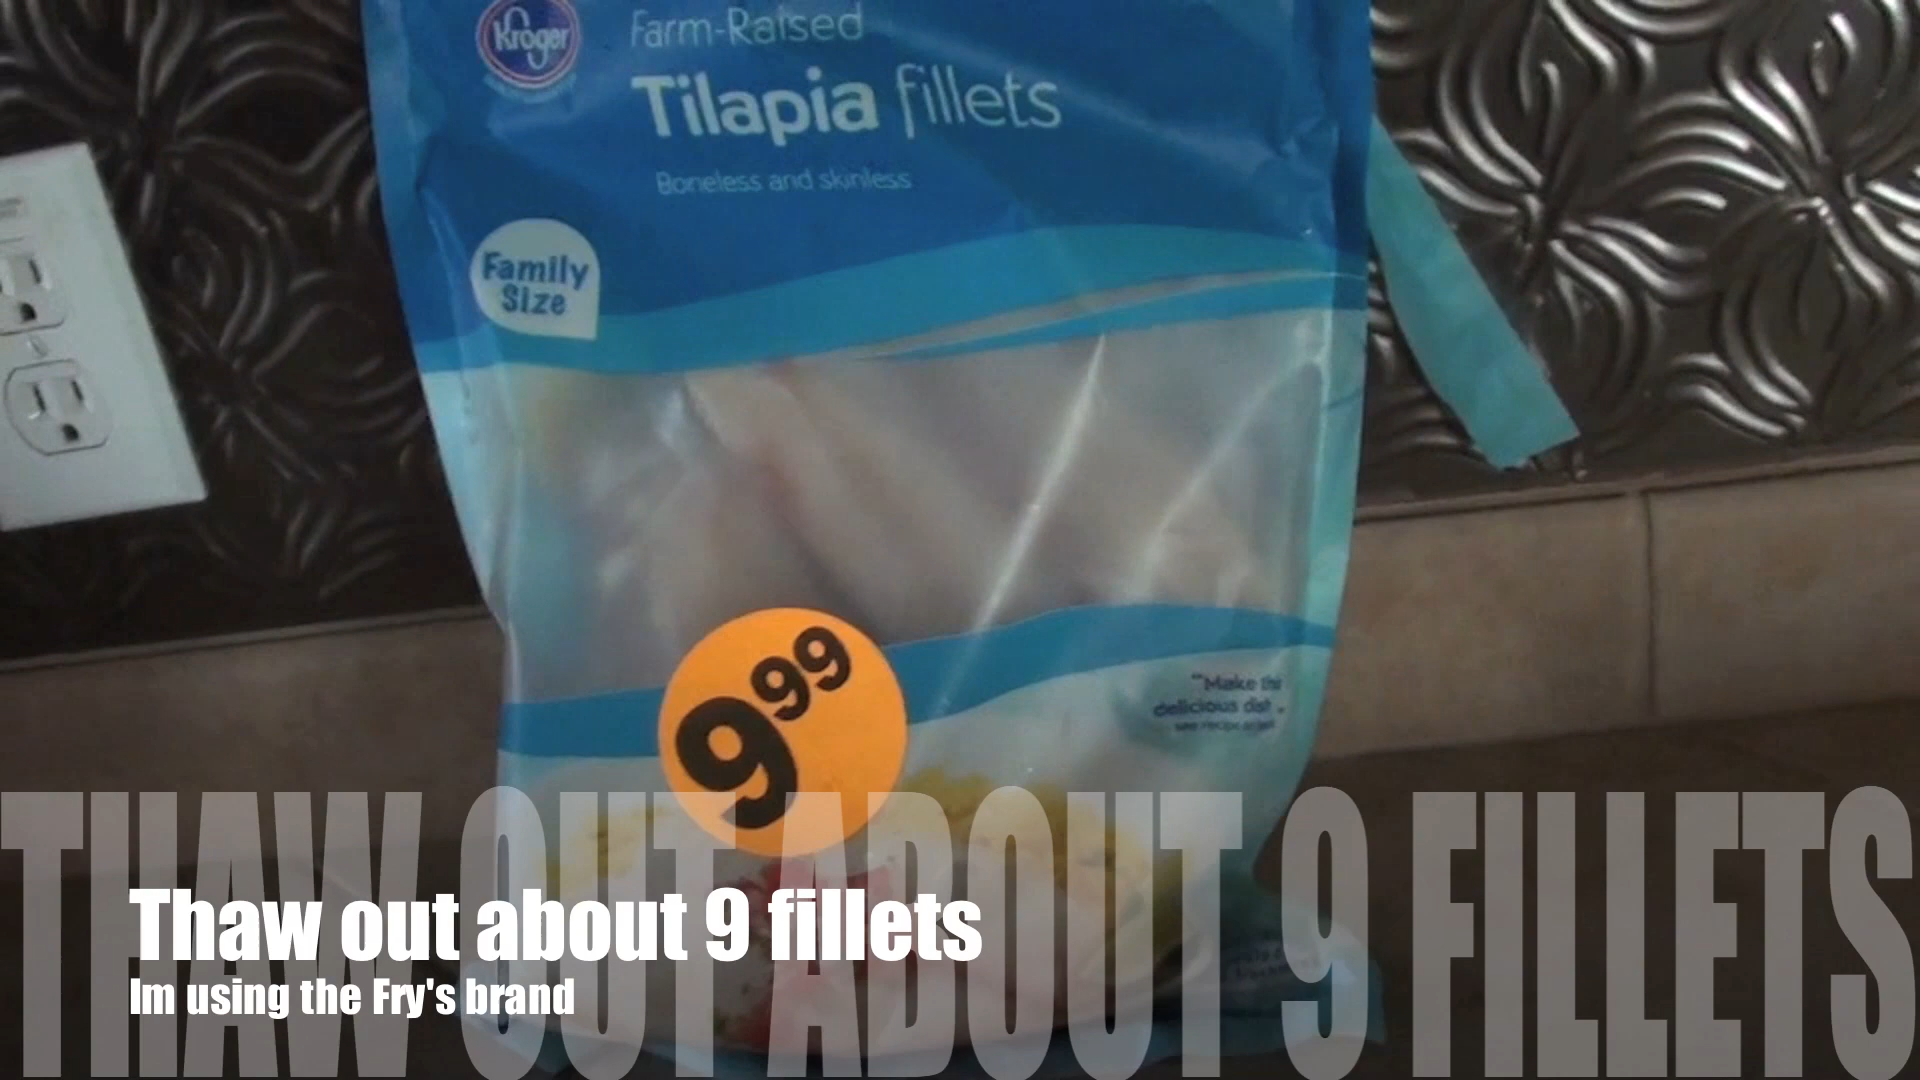 Kroger
Farm-Raised
Tilapia fillets
Boneless and skinless
Family
Size
9 99
"Make this
delicious dish
THAW OUT ABOUT 9 FILLETS
Thaw out about 9 fillets
Im using the Fry's brand